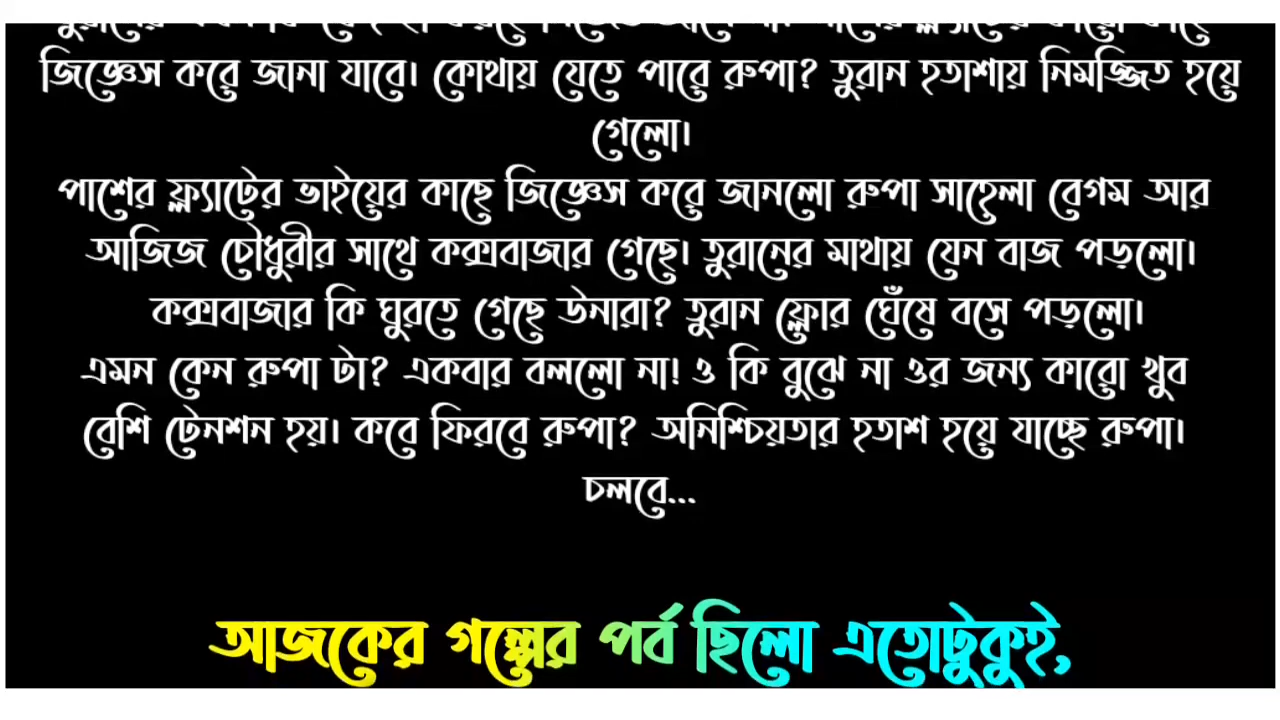 জিজ্ঞেস করে জানা যাবে। কোথায় যেতে পারে রুপা? তুরান হতাশায় নিমজ্জিত হয়ে
গেলো।
পাশের ফ্ল্যাটের ভাইয়ের কাছে জিজ্ঞেস করে জানলো রুপা সাহেলা বেগম আর
আজিজ চৌধুরীর সাথে কক্সবাজার গেছে। তুরানের মাথায় যেন বাজ পড়লো।
কক্সবাজার কি ঘুরতে গেছে উনারা? তুরান ফ্লোর ঘেঁষে বসে পড়লো।
এমন কেন রুপা টা? একবার বললো না! ও কি বুঝে না ওর জন্য কারো খুব
বেশি টেনশন হয়। কবে ফিরবে রুপা? অনিশ্চিয়তার হতাশ হয়ে যাচ্ছে রুপা।
চলবে...
আজকের গল্পের পর্ব ছিলো এতোটুকুই,